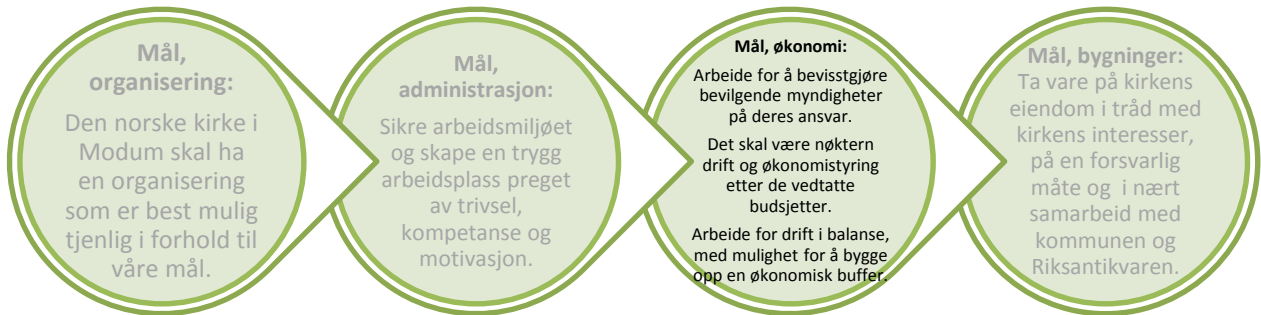 Mål,
organisering:
Den norske kirke i
Modum skal ha
en organisering
som er best mulig
tjenlig i forhold til
våre mål.
Mål,
administrasjon:
Sikre arbeidsmiljøet
og skape en trygg
arbeidsplass preget
av trivsel,
kompetanse og
motivasjon.
Mål, økonomi:
Arbeide for å bevisstgjøre
bevilgende myndigheter
på deres ansvar.
Det skal være nøktern
drift og økonomistyring
etter de vedtatte
budsjetter.
Arbeide for drift i balanse,
med mulighet for å bygge
opp en økonomisk buffer.
Mål, bygninger:
Ta vare på kirkens
eiendom i tråd med
kirkens interesser,
på en forsvarlig
måte og i nært
samarbeid med
kommunen og
Riksantikvaren.